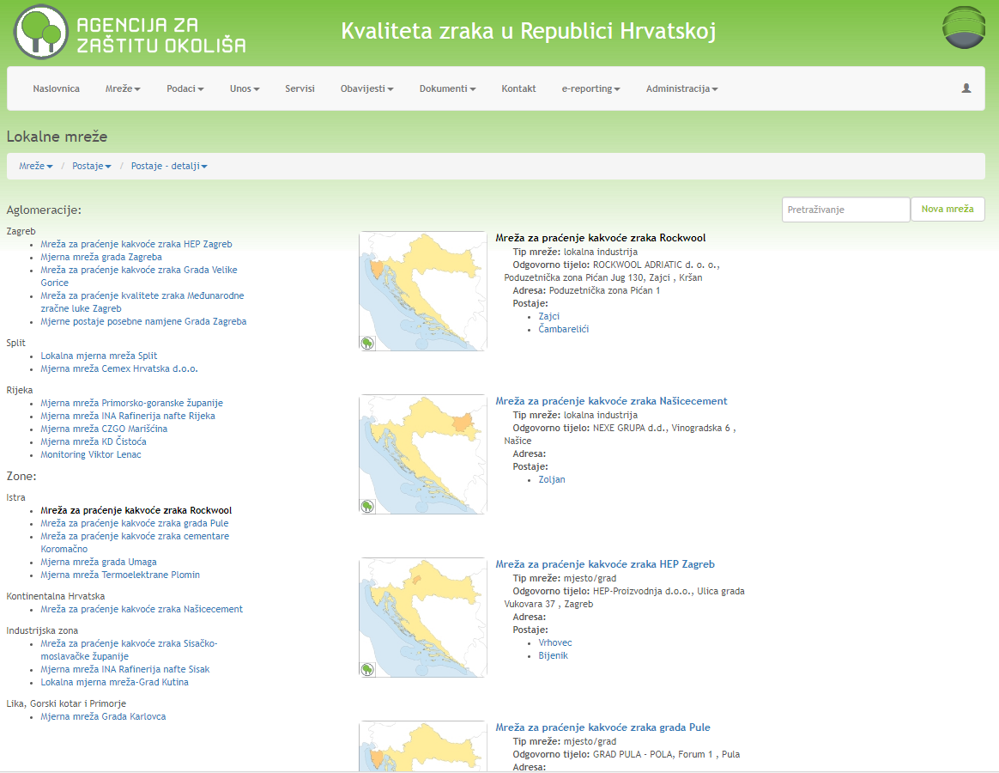 AGENCIJA ZA
ZAŠTITU OKOLIŠA
Kvaliteta zraka u Republici Hrvatskoj
Naslovnica Mreže Podaci Unos Servisi Obavijesti Dokumenti Kontakt e-reporting Administracija
Lokalne mreže
Mreže / Postaje / Postaje - detalji
Aglomeracije:
Zagreb
Mreža za praćenje kakvoće zraka HEP Zagreb
Mjerna mreža grada Zagreba
Mreža za praćenje kakvoće zraka Grada Velike
Gorice
Mreža za praćenje kvalitete zraka Međunarodne
zračne luke Zagreb
Mjerne postaje posebne namjene Grada Zagreba
Split
Lokalna mjerna mreža Split
Mjerna mreža Cemex Hrvatska d.o.o.
Rijeka
Mjerna mreža Primorsko-goranske županije
Mjerna mreža INA Rafinerija nafte Rijeka
Mjerna mreža CZGO Marišćina
Mjerna mreža KD Čistoća
Monitoring Viktor Lenac
Zone:
Istra
Mreža za praćenje kakvoće zraka Rockwool
Mreža za praćenje kakvoće zraka grada Pule
Mreža za praćenje kakvoće zraka cementare
Koromačno
Mjerna mreža grada Umaga
Mjerna mreža Termoelektrane Plomin
Kontinentalna Hrvatska
Mreža za praćenje kakvoće zraka Našicecement
Industrijska zona
Mreža za praćenje kakvoće zraka Sisačko-
moslavačke županije
Mjerna mreža INA Rafinerija nafte Sisak
Lokalna mjerna mreža-Grad Kutina
Lika, Gorski kotar i Primorje
Mjerna mreža Grada Karlovca
Pretraživanje
Nova mreža
Mreža za praćenje kakvoće zraka Rockwool
Tip mreže: lokalna industrija
Odgovorno tijelo: ROCKWOOL ADRIATIC d. o. o.,
Poduzetnička zona Pićan Jug 130, Zajci , Kršan
Adresa: Poduzetnička zona Pićan 1
Postaje:
Zajci
Čambarelići
Mreža za praćenje kakvoće zraka Našicecement
Tip mreže: lokalna industrija
Odgovorno tijelo: NEXE GRUPA d.d., Vinogradska 6 ,
Našice
Adresa:
Postaje:
Zoljan
Mreža za praćenje kakvoće zraka HEP Zagreb
Tip mreže: mjesto/grad
Odgovorno tijelo: HEP-Proizvodnja d.o.o., Ulica grada
Vukovara 37 , Zagreb
Adresa:
Postaje:
Vrhovec
Bijenik
Mreža za praćenje kakvoće zraka grada Pule
Tip mreže: mjesto/grad
Odgovorno tijelo: GRAD PULA - POLA, Forum 1 , Pula
Adresa: